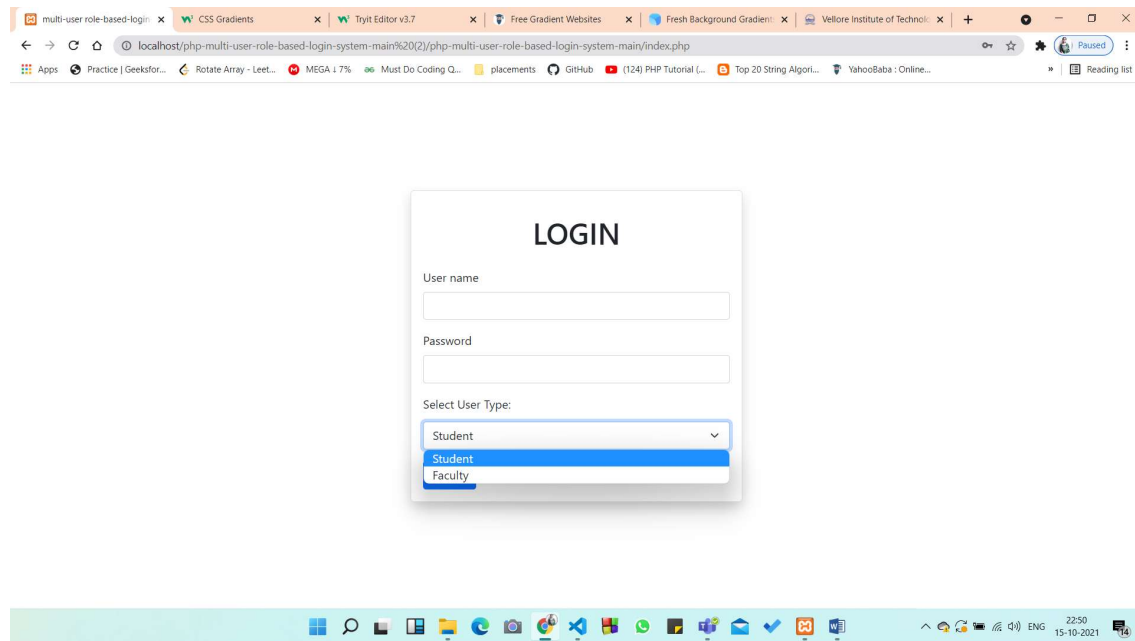 multi-user role-based-login
CSS Gradients
Tryit Editor v3.7
Free Gradient Websites
Fresh Background Gradient
Vellore Institute of Technolo
localhost/php-multi-user-role-based-login-system-main%20(2)/php-multi-user-role-based-login-system-main/index.php
Paused
Apps
Practice | Geeksfor...
Rotate Array - Leet...
MEGA ↓ 7%
Must Do Coding Q...
placements
GitHub
(124) PHP Tutorial (...
Top 20 String Algori...
YahooBaba : Online...
»
Reading list
LOGIN
User name
Password
Select User Type:
Student
Student
Faculty
ENG
22:50
15-10-2021
14